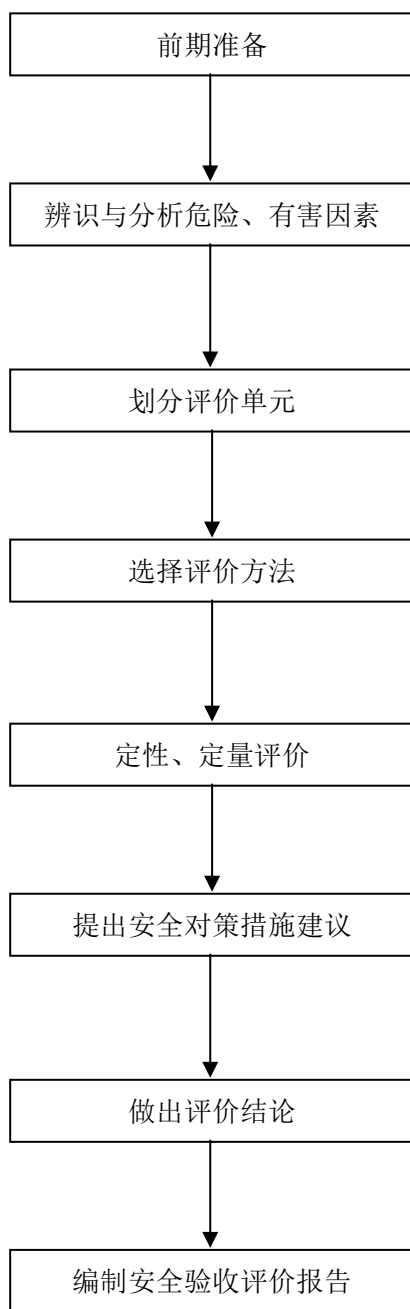 前期准备
辨识与分析危险、有害因素
划分评价单元
选择评价方法
定性、定量评价
提出安全对策措施建议
做出评价结论
编制安全验收评价报告